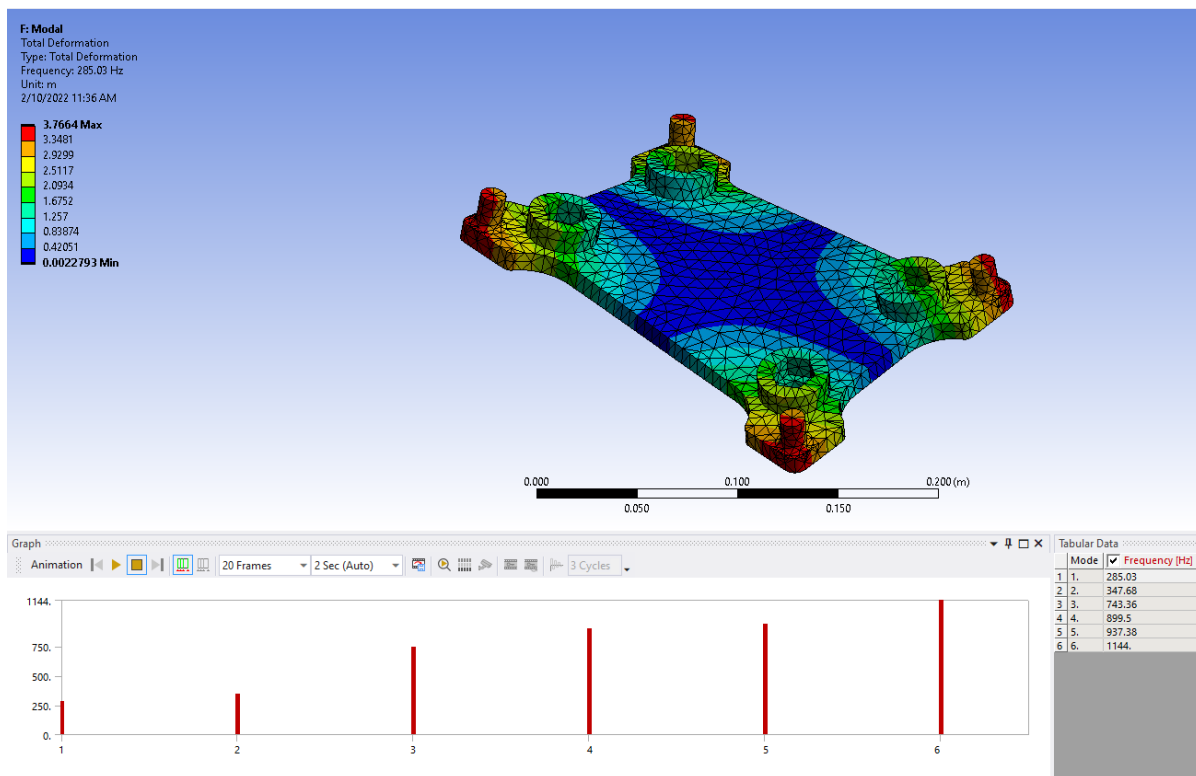 F: Modal
Total Deformation
Type: Total Deformation
Frequency: 285.03 Hz
Unit: m
2/10/2022 11:36 AM
3.7664 Max
3.3481
2.9299
2.5117
2.0934
1.6752
1.257
0.83874
0.42051
0.0022793 Min
0.000 0.100 0.200 (m)
0.050 0.150
Graph
Animation 20 Frames 2 Sec (Auto) 3 Cycles
1144.
750.
500.
250.
0.
1 2 3 4 5 6
Tabular Data
Mode Frequency [Hz]
1 1. 285.03
2 2. 347.68
3 3. 743.36
4 4. 899.5
5 5. 937.38
6 6. 1144.